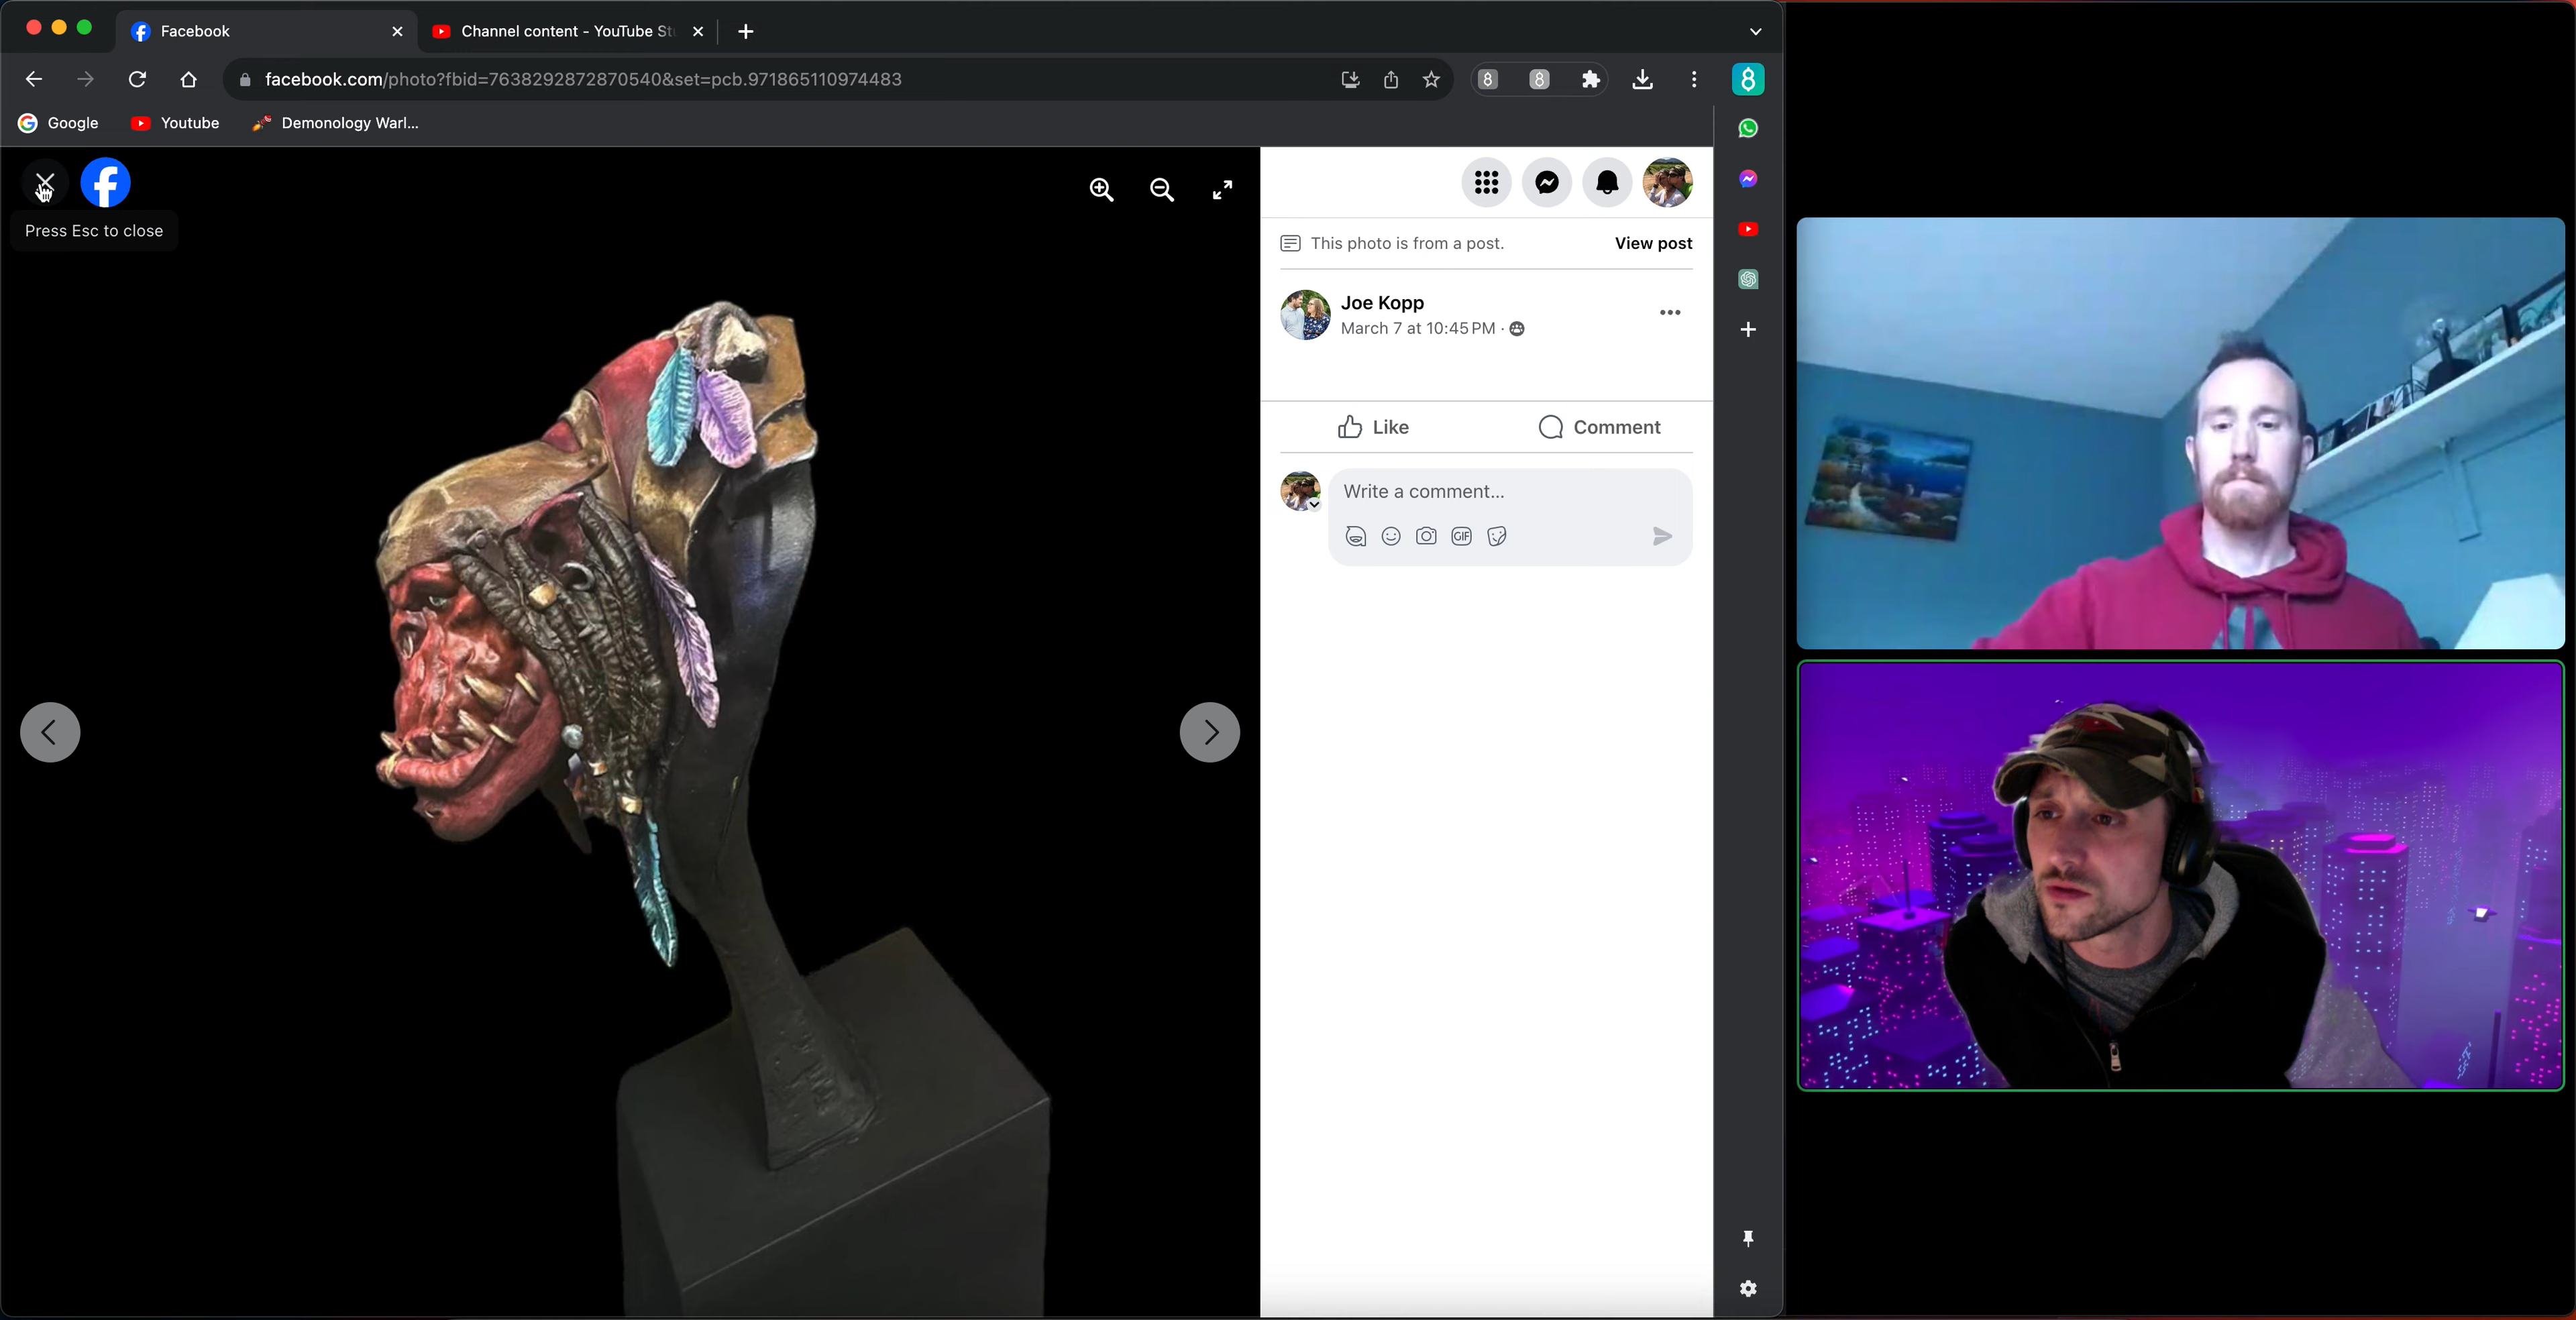 Facebook
Channel content - YouTube St
facebook.com/photo?fbid=7638292872870540&set=pcb.971865110974483
Google
Youtube
Demonology Warl...
Press Esc to close
This photo is from a post.
View post
Joe Kopp
March 7 at 10:45 PM ·
Like
Comment
Write a comment...
GIF